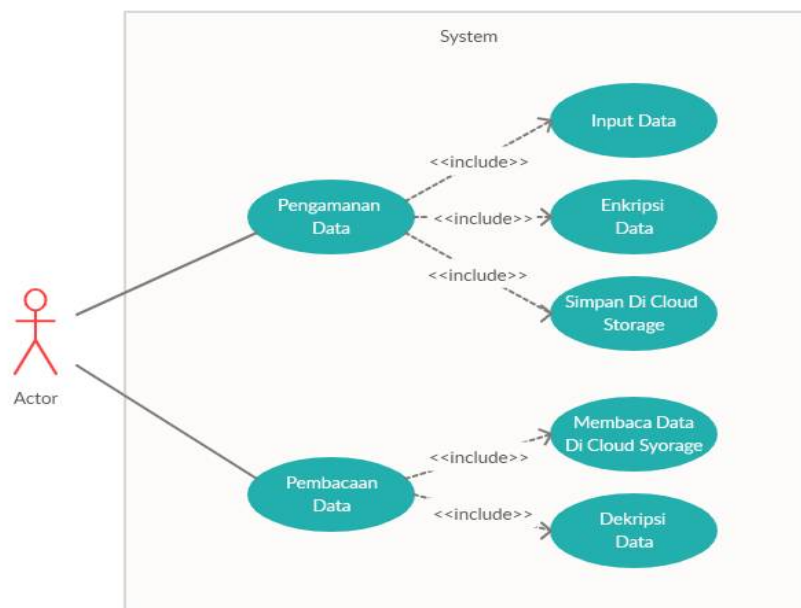 System
Input Data
<<include>>
Pengamanan
Data
<<include>>
Enkripsi
Data
<<include>>
Simpan Di Cloud
Storage
Actor
Membaca Data
Di Cloud Syorage
<<include>>
Pembacaan
Data
<<include>>
Dekripsi
Data